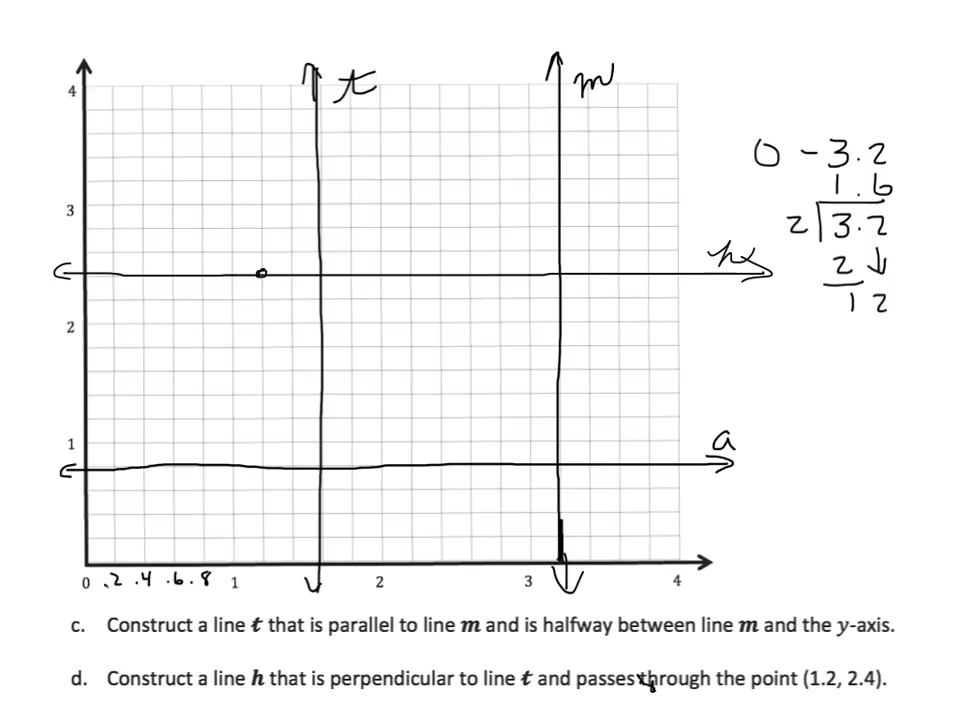 4 t m
0 - 3.2
1.6
3 2 3.2
h
2 ↓
1 2
2
1 a
0 .2 .4 .6 .8 1 2 3 4
c. Construct a line t that is parallel to line m and is halfway between line m and the y-axis.
d. Construct a line h that is perpendicular to line t and passes through the point (1.2, 2.4).